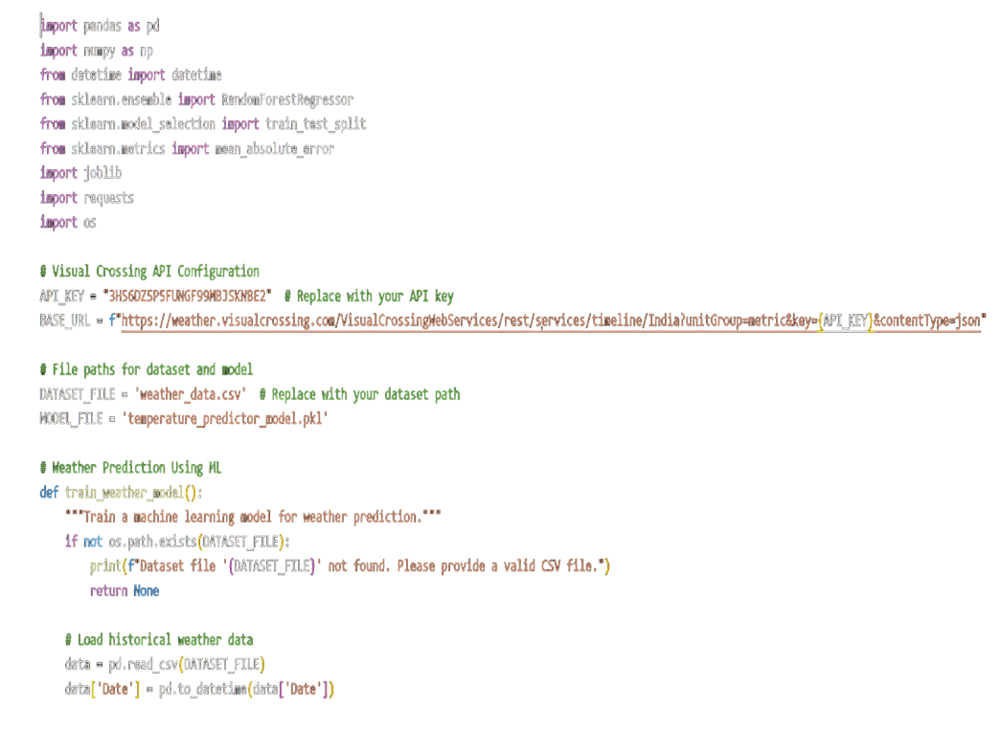 import pandas as pd
import numpy as np
from datetime import datetime
from sklearn.ensemble import RandomForestRegressor
from sklearn.model_selection import train_test_split
from sklearn.metrics import mean_absolute_error
import joblib
import requests
import os
# Visual Crossing API Configuration
API_KEY = " # Replace with your API key
BASE_URL = f"https://weather.visualcrossing.com/VisualCrossingWebServices/rest/services/timeline/India?unitGroup=metric&key={API_KEY}&contentType=json"
# File paths for dataset and model
DATASET_FILE = 'weather_data.csv' # Replace with your dataset path
MODEL_FILE = 'temperature_predictor_model.pkl'
# Weather Prediction Using ML
def train_weather_model():
"""Train a machine learning model for weather prediction."""
if not os.path.exists(DATASET_FILE):
print(f"Dataset file '{DATASET_FILE}' not found. Please provide a valid CSV file.")
return None
# Load historical weather data
data = pd.read_csv(DATASET_FILE)
data['Date'] = pd.to_datetime(data['Date'])